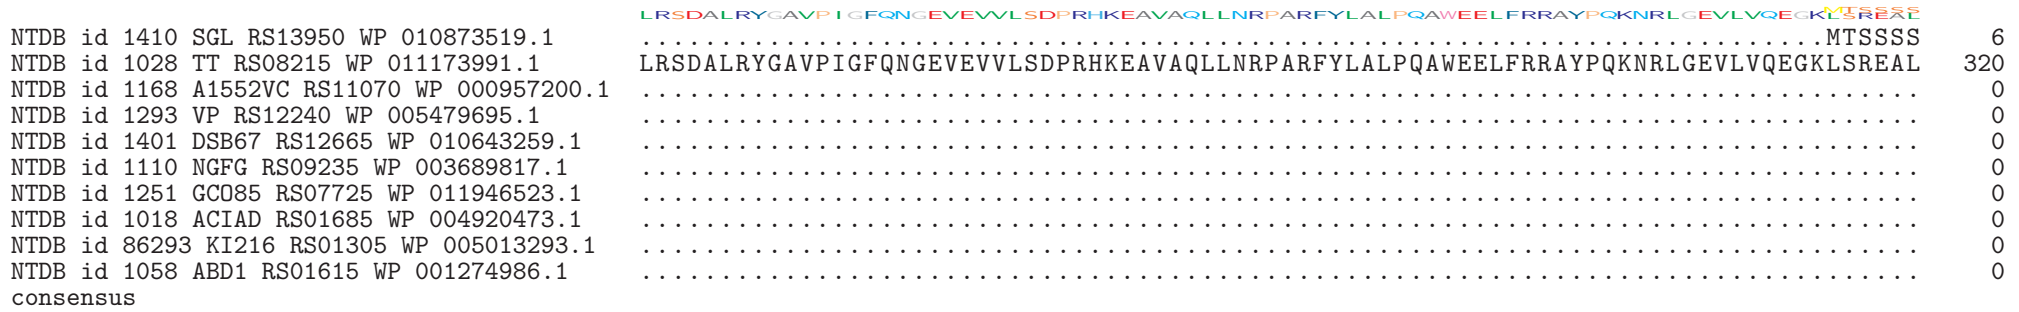 LRSDALRYGAVPIGFQNGEVEVVLSDPRHKEAVAQLLNRPARFYLALPQAWEELFRRAYPQKNRLGEVLVQEGKLSREAL
NTDB id 1410 SGL RS13950 WP 010873519.1 ..........................................................................MTSSSS 6
NTDB id 1028 TT RS08215 WP 011173991.1 LRSDALRYGAVPIGFQNGEVEVVLSDPRHKEAVAQLLNRPARFYLALPQAWEELFRRAYPQKNRLGEVLVQEGKLSREAL 320
NTDB id 1168 A1552VC RS11070 WP 000957200.1 ................................................................................ 0
NTDB id 1293 VP RS12240 WP 005479695.1 ................................................................................ 0
NTDB id 1401 DSB67 RS12665 WP 010643259.1 ................................................................................ 0
NTDB id 1110 NGFG RS09235 WP 003689817.1 ................................................................................ 0
NTDB id 1251 GCO85 RS07725 WP 011946523.1 ................................................................................ 0
NTDB id 1018 ACIAD RS01685 WP 004920473.1 ................................................................................ 0
NTDB id 86293 KI216 RS01305 WP 005013293.1 ................................................................................ 0
NTDB id 1058 ABD1 RS01615 WP 001274986.1 ................................................................................ 0
consensus